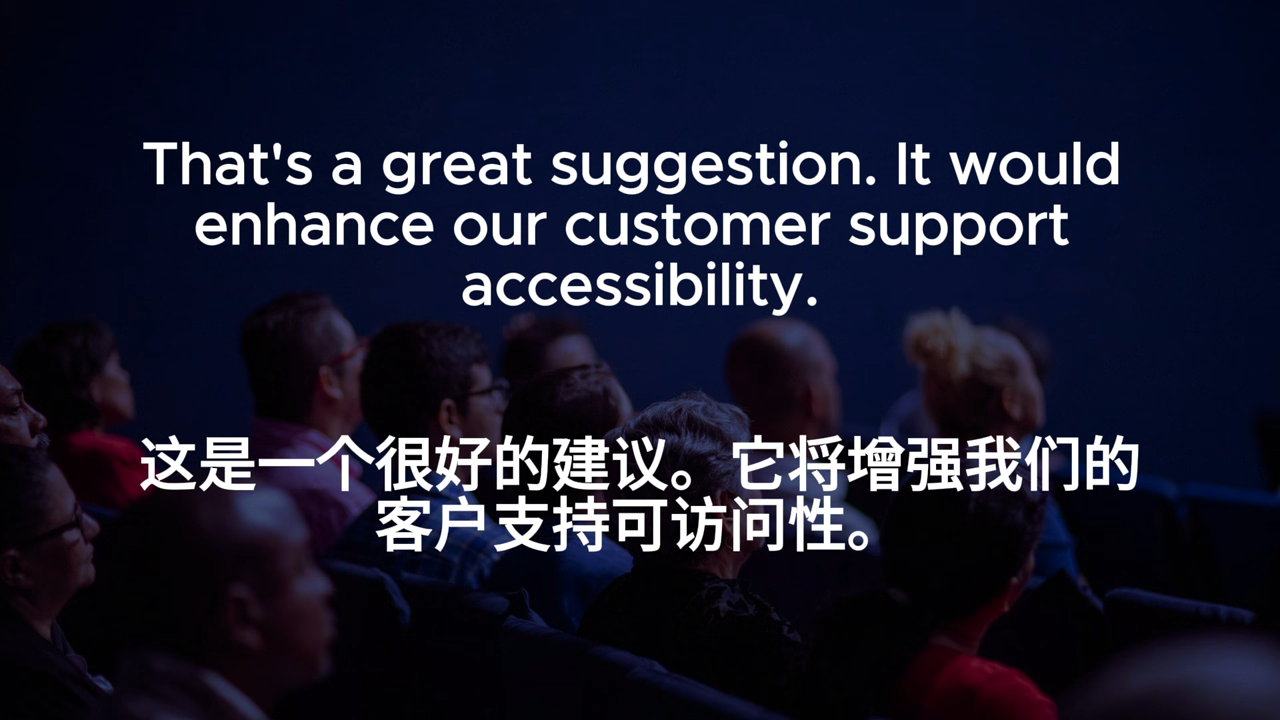 That's a great suggestion. It would
enhance our customer support
accessibility.
这是一个很好的建议。它将增强我们的
客户支持可访问性。